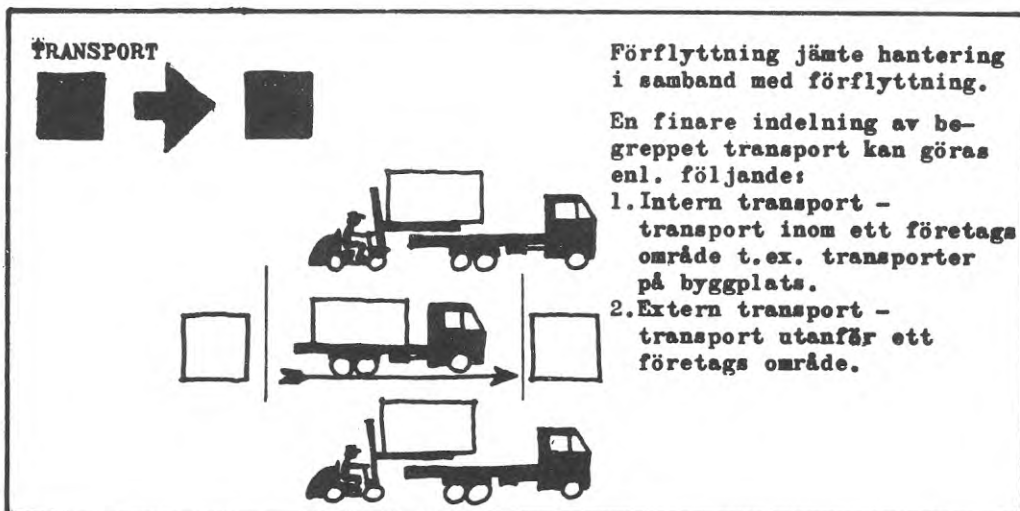 TRANSPORT
Förflyttning jämte hantering
i samband med förflyttning.
En finare indelning av be-
greppet transport kan göras
enl. följande:
1. Intern transport -
transport inom ett företags
område t.ex. transporter
på byggplats.
2. Extern transport -
transport utanför ett
företags område.